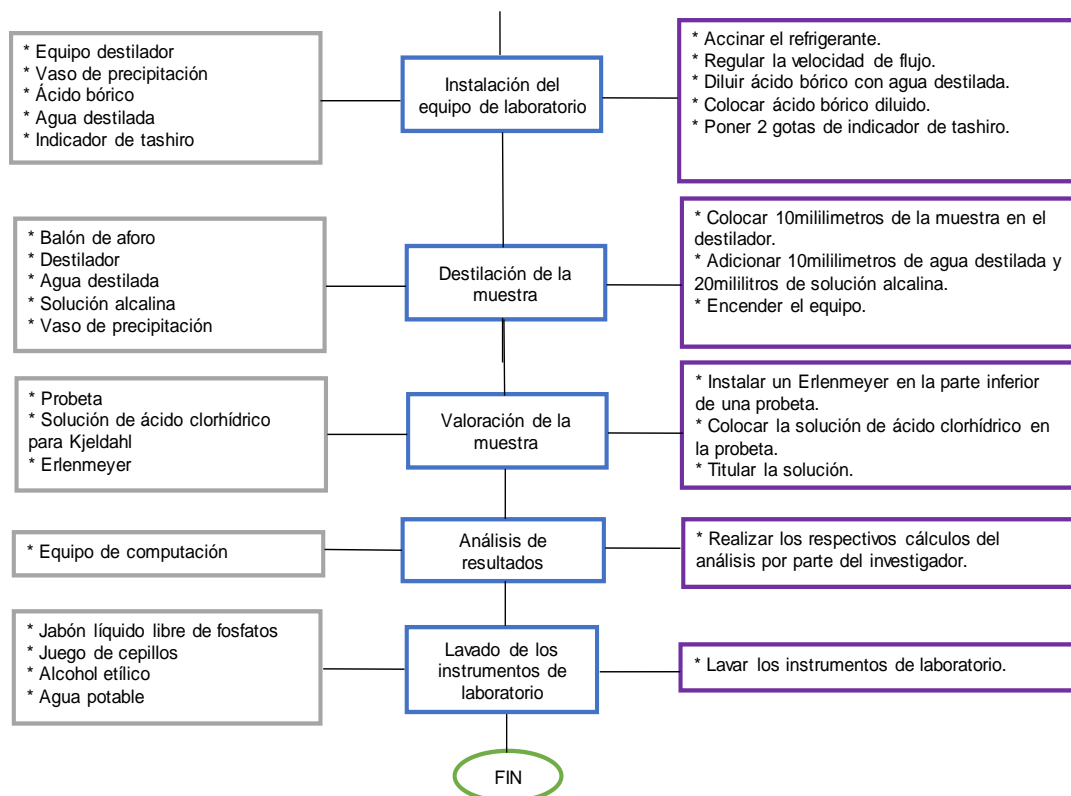 * Equipo destilador
* Vaso de precipitación
* Ácido bórico
* Agua destilada
* Indicador de tashiro
Instalación del
equipo de laboratorio
* Accinar el refrigerante.
* Regular la velocidad de flujo.
* Diluir ácido bórico con agua destilada.
* Colocar ácido bórico diluido.
* Poner 2 gotas de indicador de tashiro.
* Balón de aforo
* Destilador
* Agua destilada
* Solución alcalina
* Vaso de precipitación
Destilación de la
muestra
* Colocar 10mililimetros de la muestra en el
destilador.
* Adicionar 10mililimetros de agua destilada y
20mililitros de solución alcalina.
* Encender el equipo.
* Probeta
* Solución de ácido clorhídrico
para Kjeldahl
* Erlenmeyer
Valoración de la
muestra
* Instalar un Erlenmeyer en la parte inferior
de una probeta.
* Colocar la solución de ácido clorhídrico en
la probeta.
* Titular la solución.
* Equipo de computación
Análisis de
resultados
* Realizar los respectivos cálculos del
análisis por parte del investigador.
* Jabón líquido libre de fosfatos
* Juego de cepillos
* Alcohol etílico
* Agua potable
Lavado de los
instrumentos de
laboratorio
* Lavar los instrumentos de laboratorio.
FIN